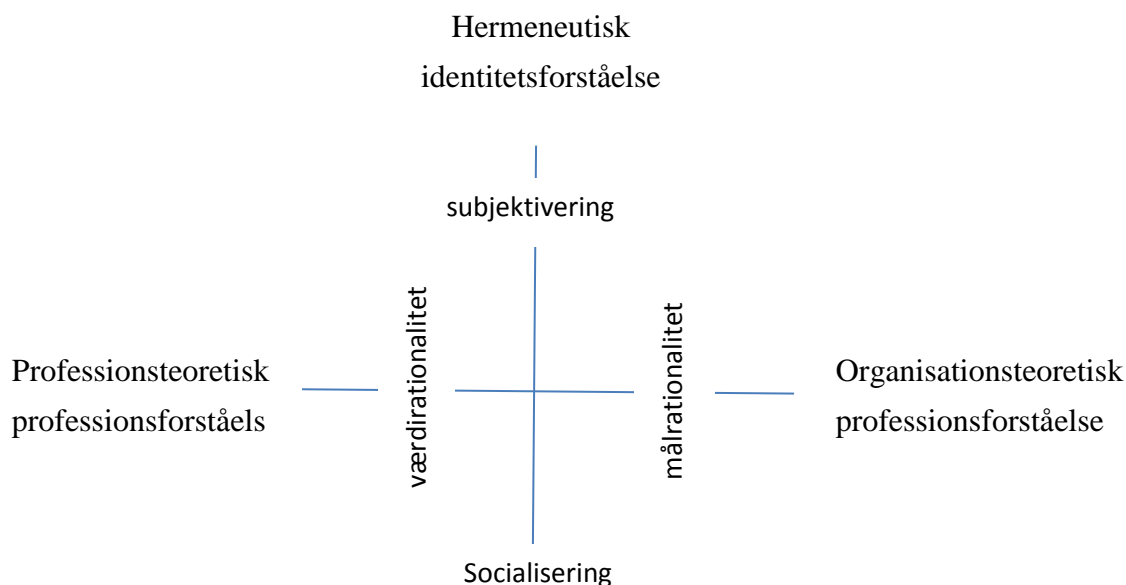 Hermeneutisk
identitetsforståelse
subjektivering
værdirationalitet
målrationalitet
Professionsteoretisk
professionsforståels
Organisationsteoretisk
professionsforståelse
Socialisering